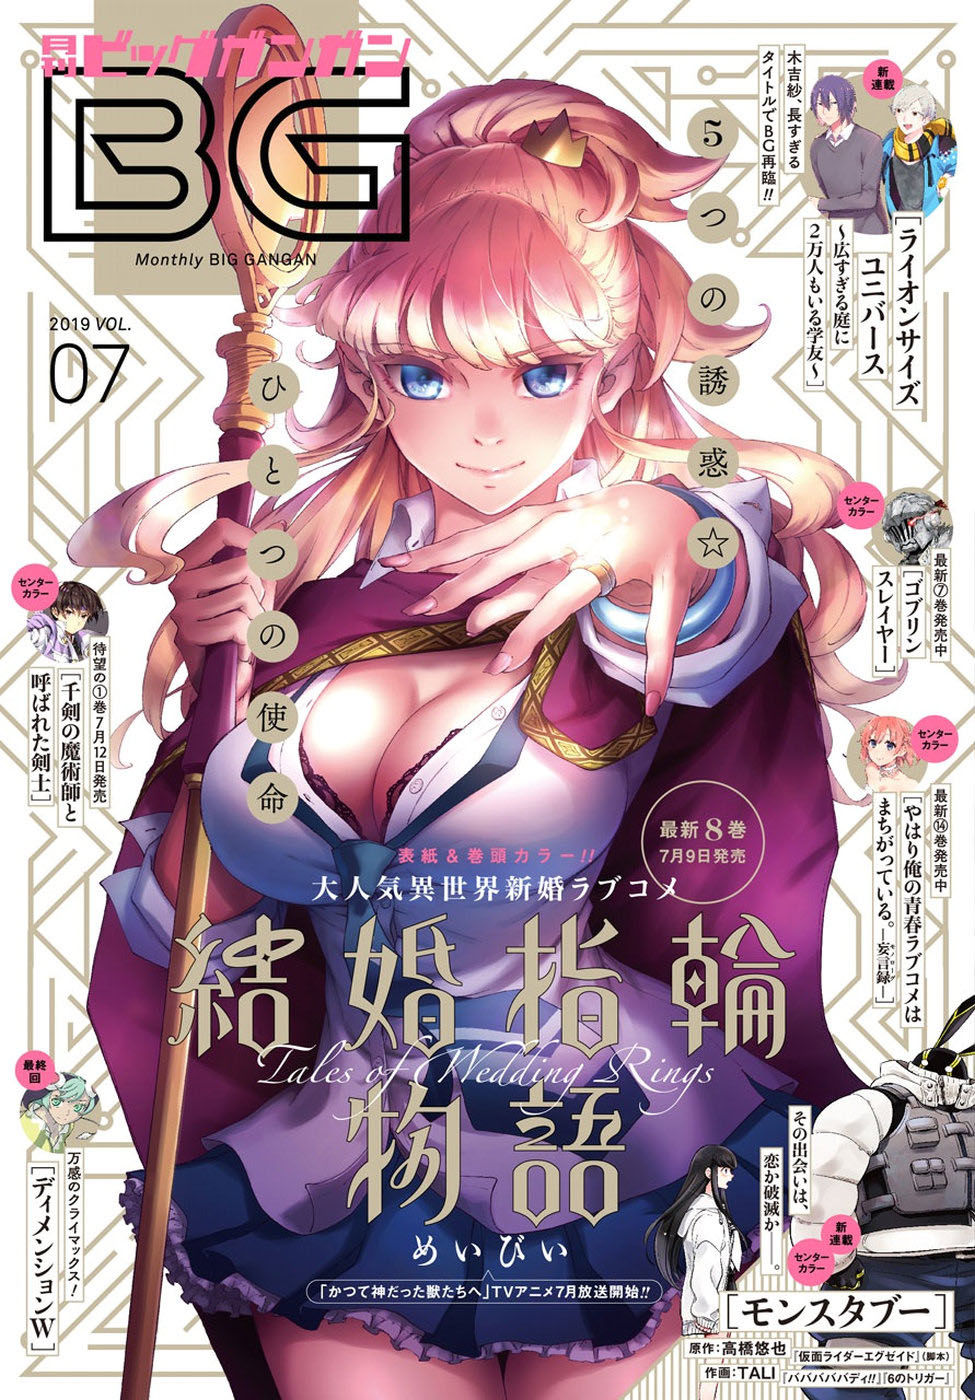 月刊ビッグガンガン
BG
Monthly BIG GANGAN
2019 VOL.
07
5つの誘惑☆
ひとつの使命
木吉紗、長すぎる
タイトルでBG再臨!!
新
連載
[ライオンサイズ
ユニバース
～広すぎる庭に
2万人もいる学友～]
センター
カラー
最新⑦巻発売中
[ゴブリン
スレイヤー]
センター
カラー
待望の①巻7月12日発売
[千剣の魔術師と
呼ばれた剣士]
センター
カラー
最新⑭巻発売中
[やはり俺の青春ラブコメは
まちがっている。―妄言録―]
モノローグ
最新8巻
7月9日発売
表紙&巻頭カラー!!
大人気異世界新婚ラブコメ
結婚指輪
Tales of Wedding Rings
物語
めいびい
「かつて神だった獣たちへ」TVアニメ7月放送開始!!
最終
回
万感のクライマックス!
[ディメンションW]
その出会いは、
恋か破滅か――。
新
連載
センター
カラー
[モンスタブー]
原作:高橋悠也 『仮面ライダーエグゼイド』(脚本)
作画:TALI 『バババババディ!!』『6のトリガー』